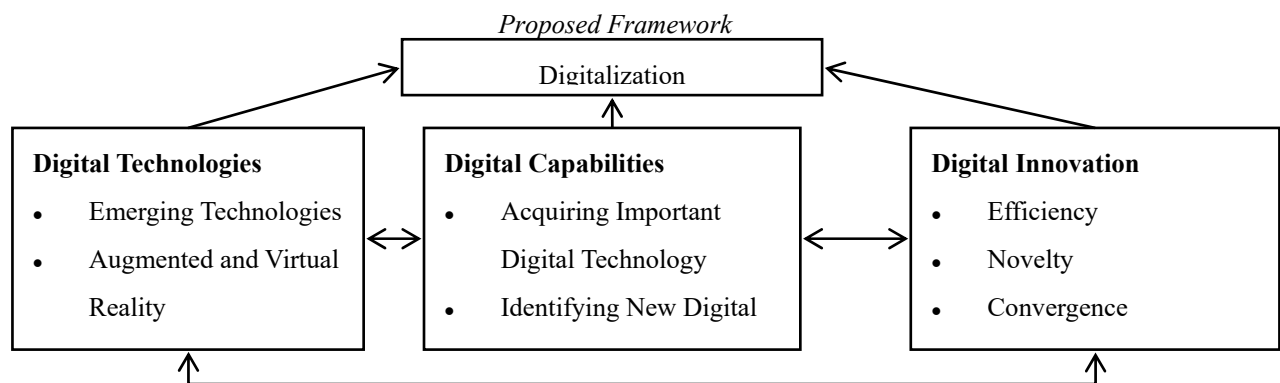 Proposed Framework
Digitalization
Digital Technologies
• Emerging Technologies
• Augmented and Virtual
Reality
Digital Capabilities
• Acquiring Important
Digital Technology
• Identifying New Digital
Digital Innovation
• Efficiency
• Novelty
• Convergence